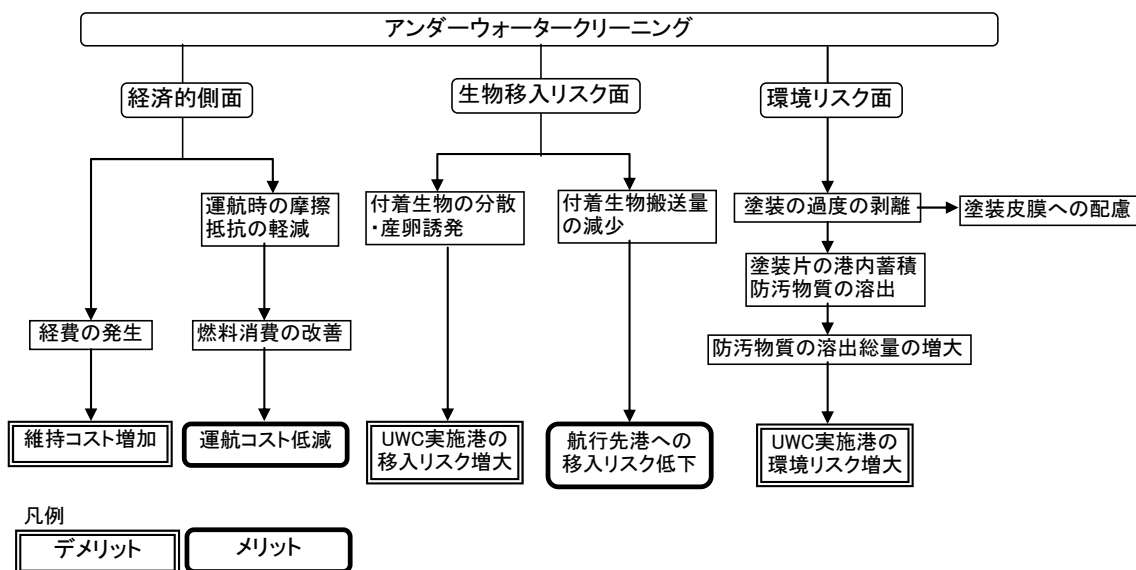 アンダーウォータークリーニング
経済的側面
生物移入リスク面
環境リスク面
運航時の摩擦
抵抗の軽減
付着生物の分散
・産卵誘発
付着生物搬送量
の減少
塗装の過度の剥離
塗装皮膜への配慮
塗装片の港内蓄積
防汚物質の溶出
経費の発生
燃料消費の改善
防汚物質の溶出総量の増大
維持コスト増加
運航コスト低減
UWC実施港の
移入リスク増大
航行先港への
移入リスク低下
UWC実施港の
環境リスク増大
凡例
デメリット
メリット